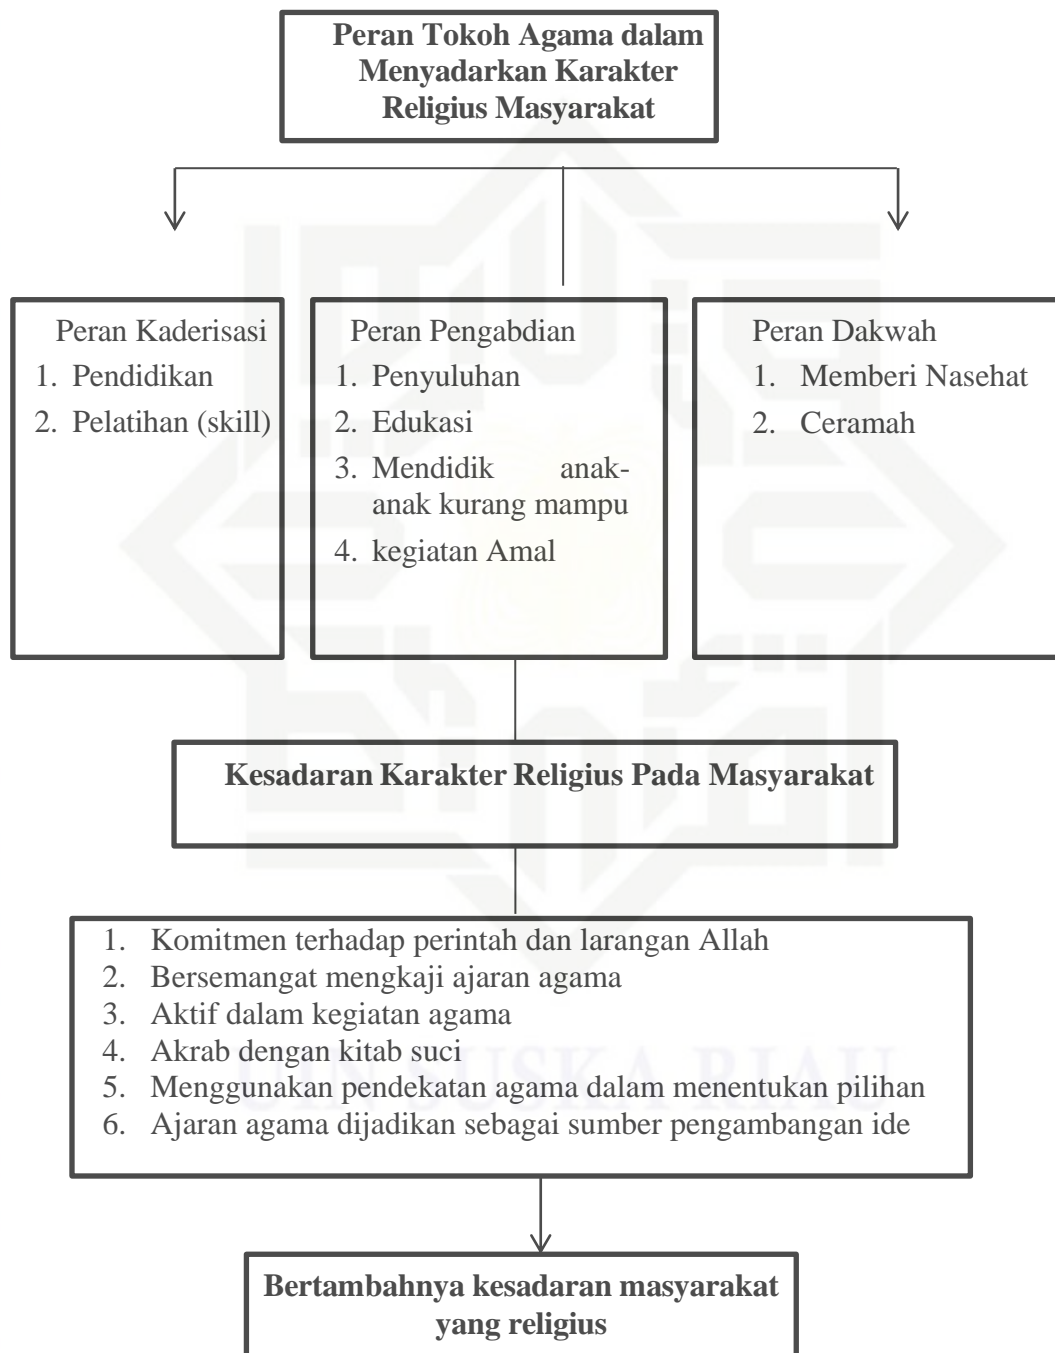 Peran Tokoh Agama dalam
Menyadarkan Karakter
Religius Masyarakat
Peran Kaderisasi
1. Pendidikan
2. Pelatihan (skill)
Peran Pengabdian
1. Penyuluhan
2. Edukasi
3. Mendidik anak-
anak kurang mampu
4. kegiatan Amal
Peran Dakwah
1. Memberi Nasehat
2. Ceramah
Kesadaran Karakter Religius Pada Masyarakat
1. Komitmen terhadap perintah dan larangan Allah
2. Bersemangat mengkaji ajaran agama
3. Aktif dalam kegiatan agama
4. Akrab dengan kitab suci
UIN SUSKA RIAU
5. Menggunakan pendekatan agama dalam menentukan pilihan
6. Ajaran agama dijadikan sebagai sumber pengambangan ide
Bertambahnya kesadaran masyarakat
yang religius